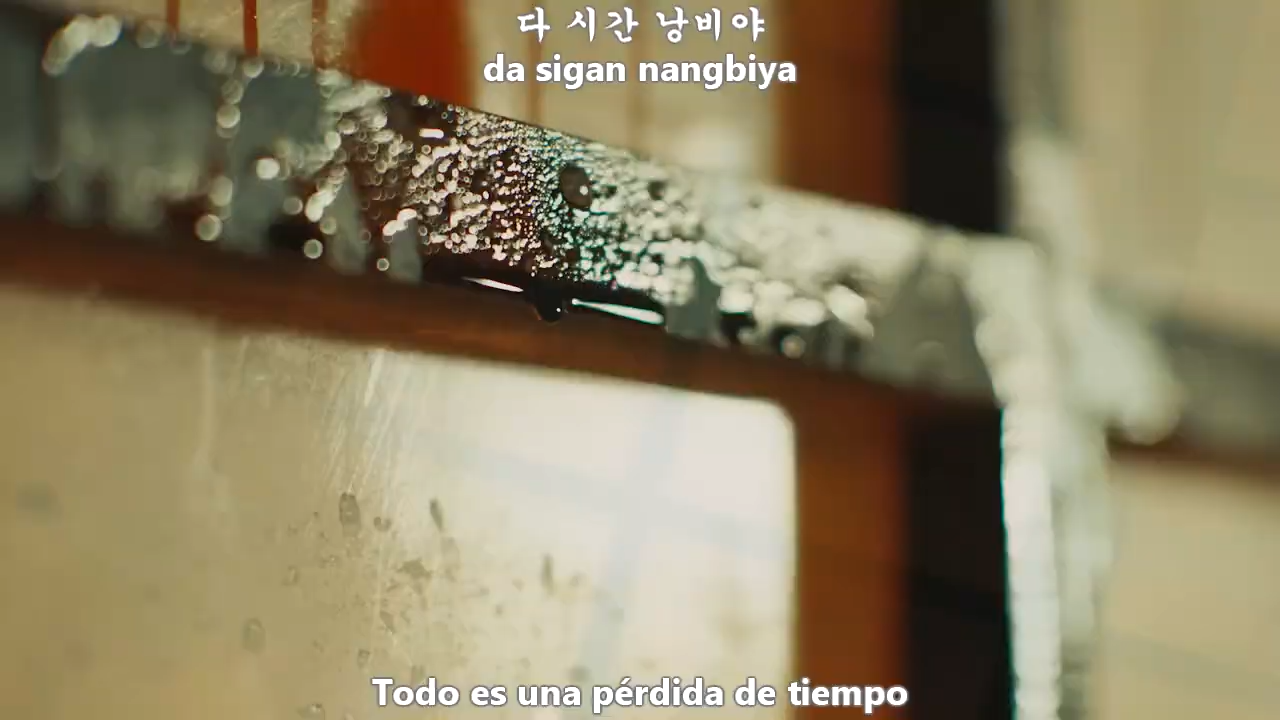 다 시간 낭비야
da sigan nangbiya
Todo es una pérdida de tiempo